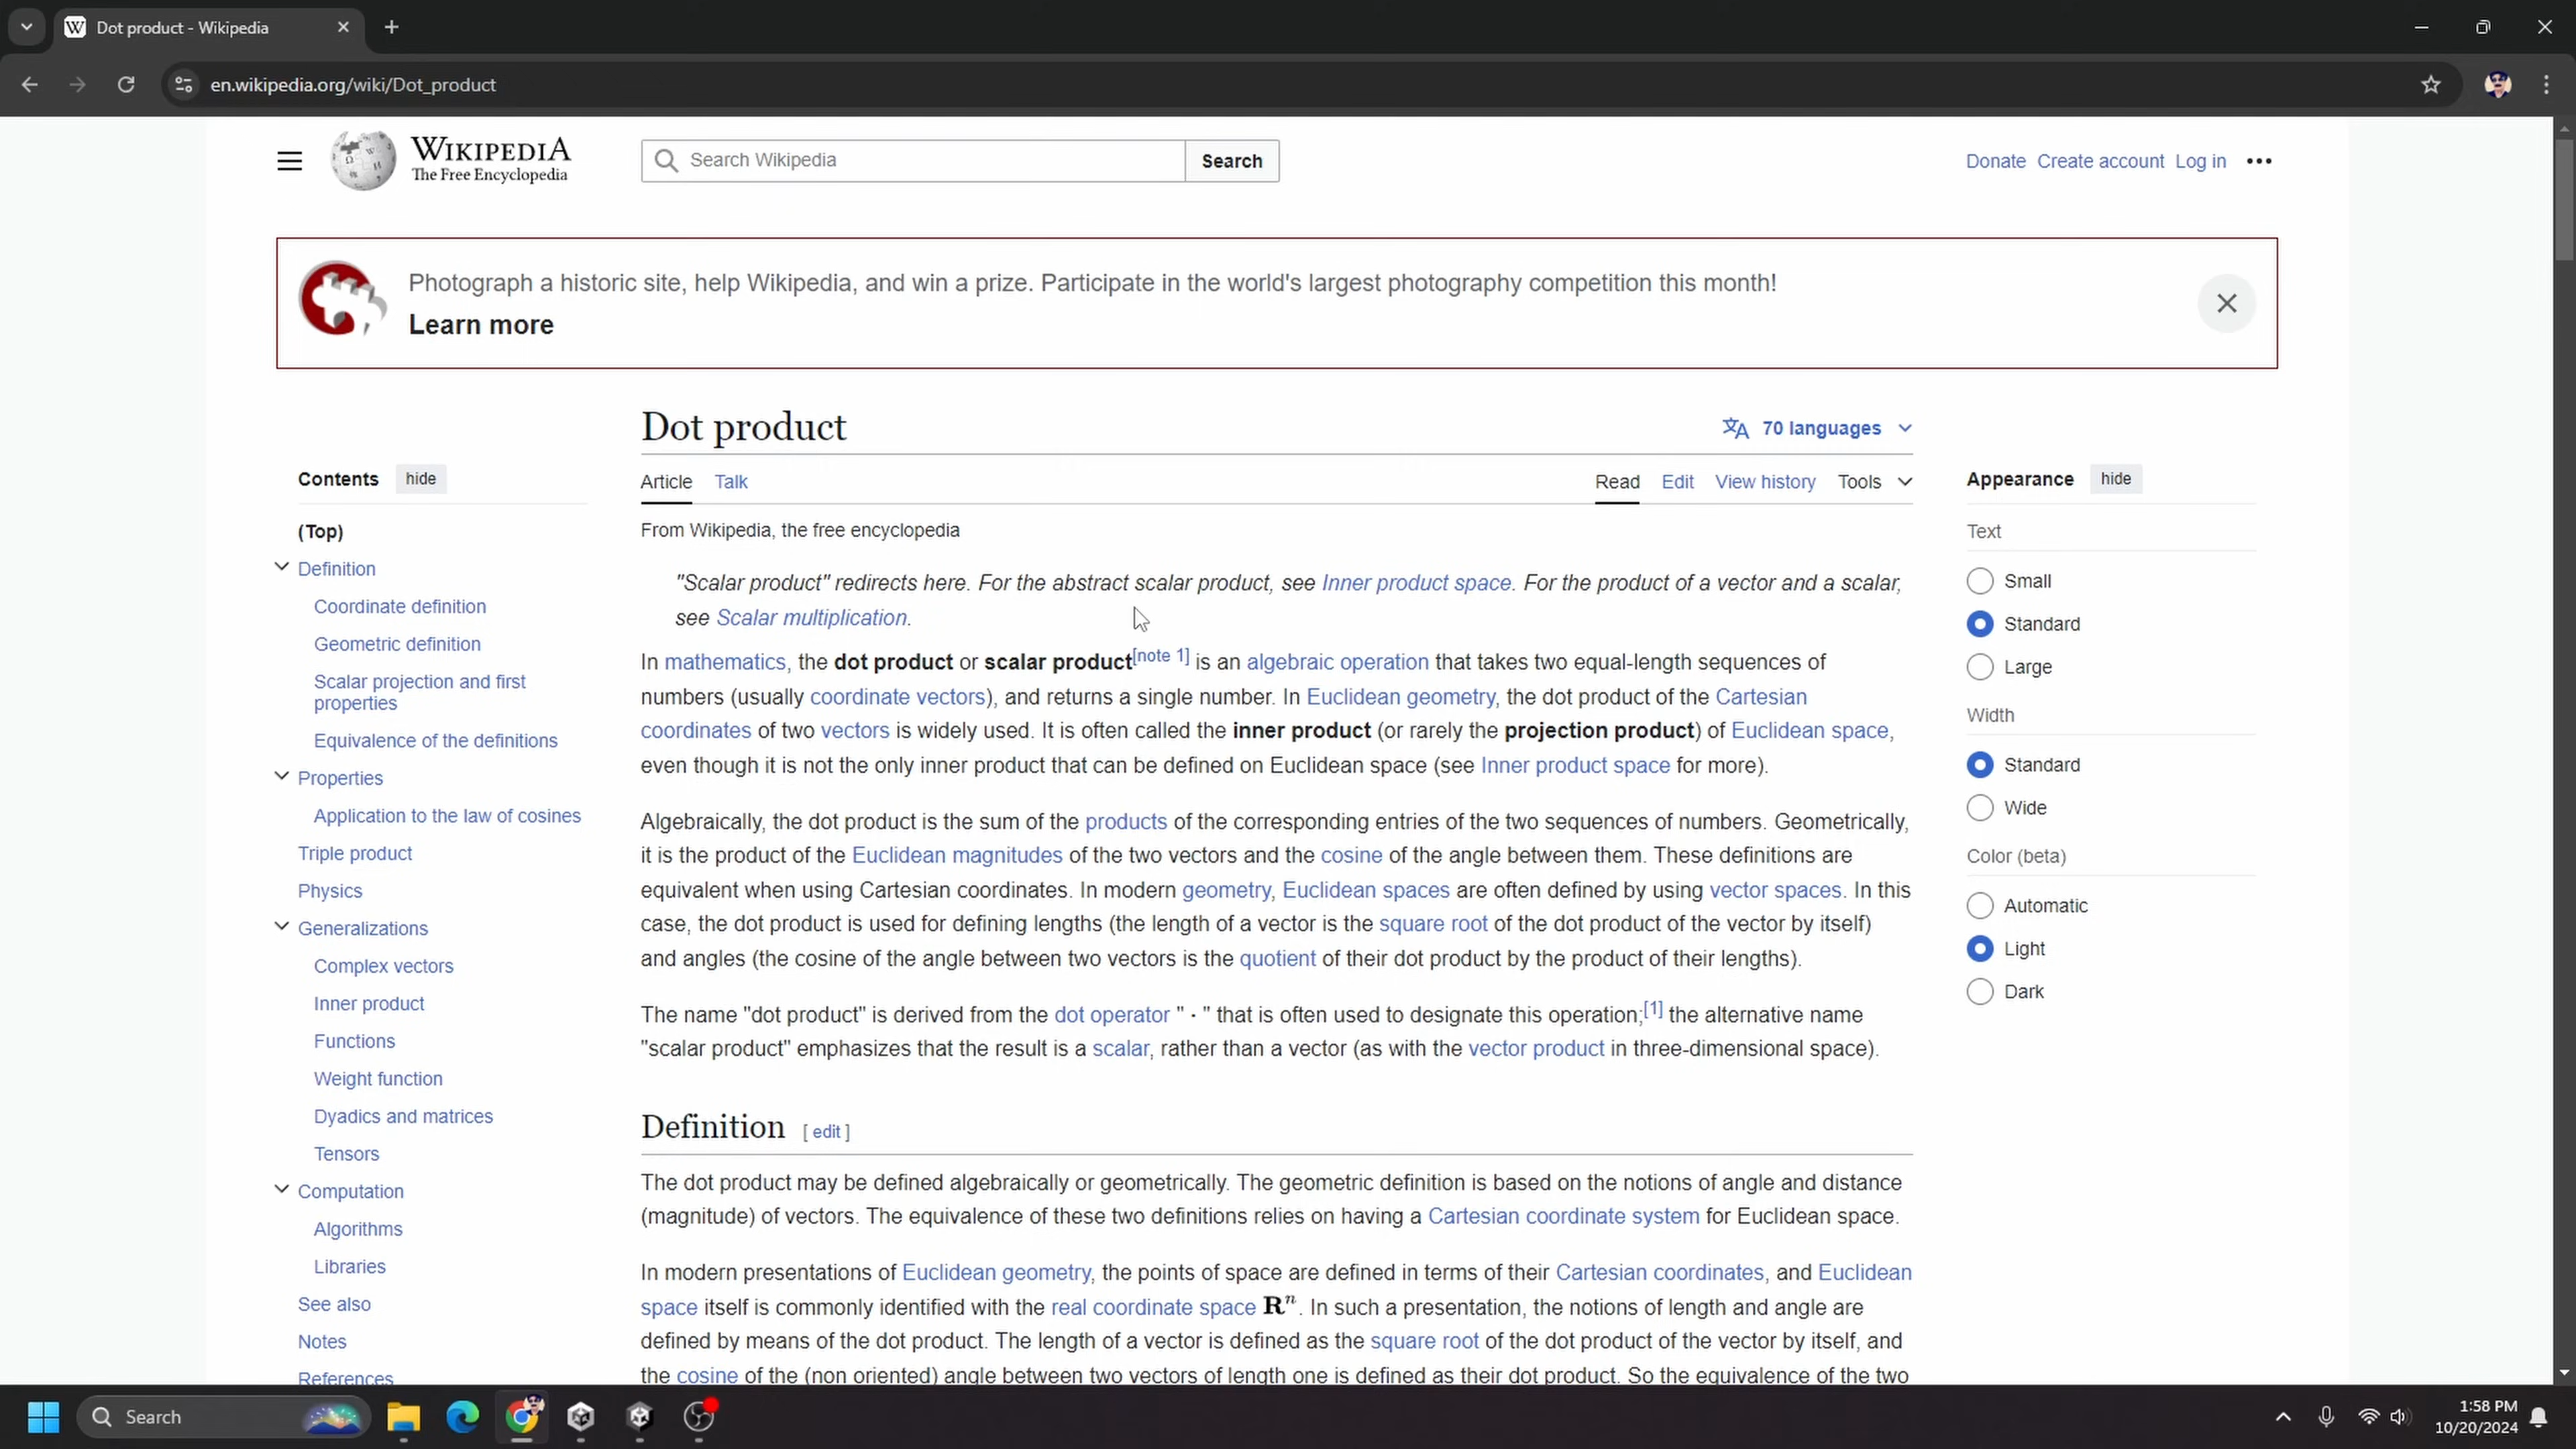 Dot product - Wikipedia
en.wikipedia.org/wiki/Dot_product
WIKIPEDIA
The Free Encyclopedia
Search Wikipedia
Search
Donate Create account Log in
Photograph a historic site, help Wikipedia, and win a prize. Participate in the world's largest photography competition this month!
Learn more
Dot product
70 languages
Contents hide
Article Talk
Read Edit View history Tools
Appearance hide
From Wikipedia, the free encyclopedia
(Top)
Definition
Coordinate definition
Geometric definition
Scalar projection and first
properties
Equivalence of the definitions
Properties
Application to the law of cosines
Triple product
Physics
Generalizations
Complex vectors
Inner product
Functions
Weight function
Dyadics and matrices
Tensors
Computation
Algorithms
Libraries
See also
Notes
References
"Scalar product" redirects here. For the abstract scalar product, see Inner product space. For the product of a vector and a scalar,
see Scalar multiplication.
In mathematics, the dot product or scalar product[note 1] is an algebraic operation that takes two equal-length sequences of
numbers (usually coordinate vectors), and returns a single number. In Euclidean geometry, the dot product of the Cartesian
coordinates of two vectors is widely used. It is often called the inner product (or rarely the projection product) of Euclidean space,
even though it is not the only inner product that can be defined on Euclidean space (see Inner product space for more).
Algebraically, the dot product is the sum of the products of the corresponding entries of the two sequences of numbers. Geometrically,
it is the product of the Euclidean magnitudes of the two vectors and the cosine of the angle between them. These definitions are
equivalent when using Cartesian coordinates. In modern geometry, Euclidean spaces are often defined by using vector spaces. In this
case, the dot product is used for defining lengths (the length of a vector is the square root of the dot product of the vector by itself)
and angles (the cosine of the angle between two vectors is the quotient of their dot product by the product of their lengths).
The name "dot product" is derived from the dot operator " · " that is often used to designate this operation;[1] the alternative name
"scalar product" emphasizes that the result is a scalar, rather than a vector (as with the vector product in three-dimensional space).
Definition [ edit ]
The dot product may be defined algebraically or geometrically. The geometric definition is based on the notions of angle and distance
(magnitude) of vectors. The equivalence of these two definitions relies on having a Cartesian coordinate system for Euclidean space.
In modern presentations of Euclidean geometry, the points of space are defined in terms of their Cartesian coordinates, and Euclidean
space itself is commonly identified with the real coordinate space Rⁿ. In such a presentation, the notions of length and angle are
defined by means of the dot product. The length of a vector is defined as the square root of the dot product of the vector by itself, and
the cosine of the (non oriented) angle between two vectors of length one is defined as their dot product. So the equivalence of the two
Text
Small
Standard
Large
Width
Standard
Wide
Color (beta)
Automatic
Light
Dark
Search
1:58 PM
10/20/2024